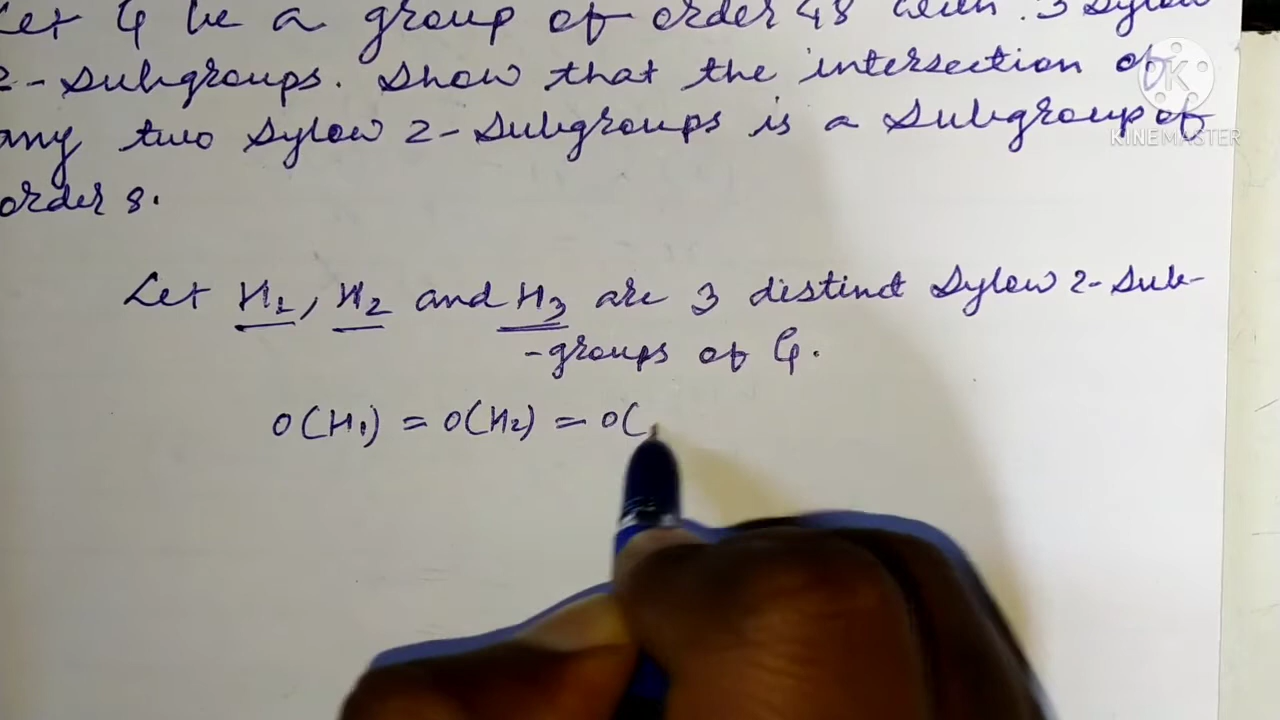 Let G be a group of order 48 with 3 Sylow
2-subgroups. Show that the intersection of
any two Sylow 2-subgroups is a subgroup of
order 8.
Let H1, H2 and H3 are 3 distinct Sylow 2-sub-
-groups of G.
O(H1) = O(H2) = O(
K
KINEMASTER